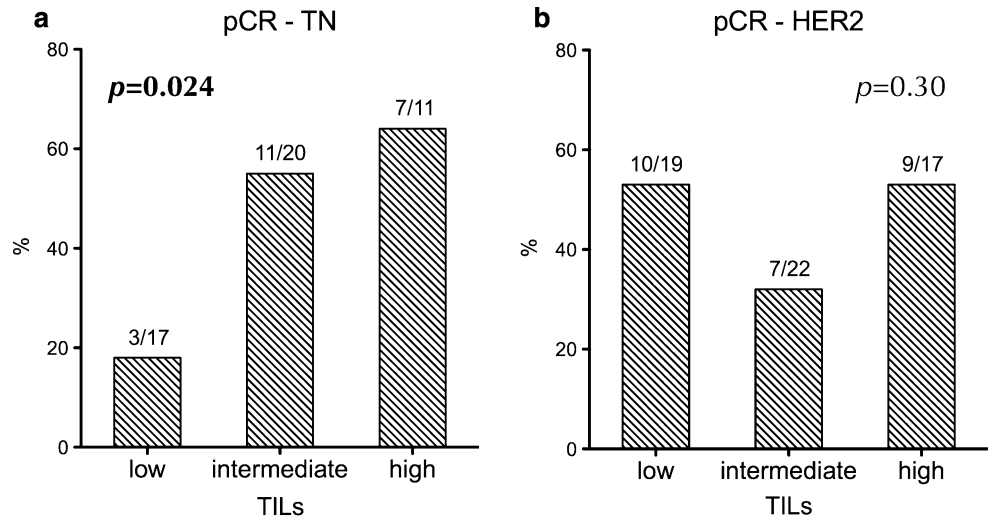 a
pCR - TN
80
60
40
20
0
%
p=0.024
3/17
11/20
7/11
low
intermediate
high
TILs
b
pCR - HER2
80
60
40
20
0
%
p=0.30
10/19
7/22
9/17
low
intermediate
high
TILs